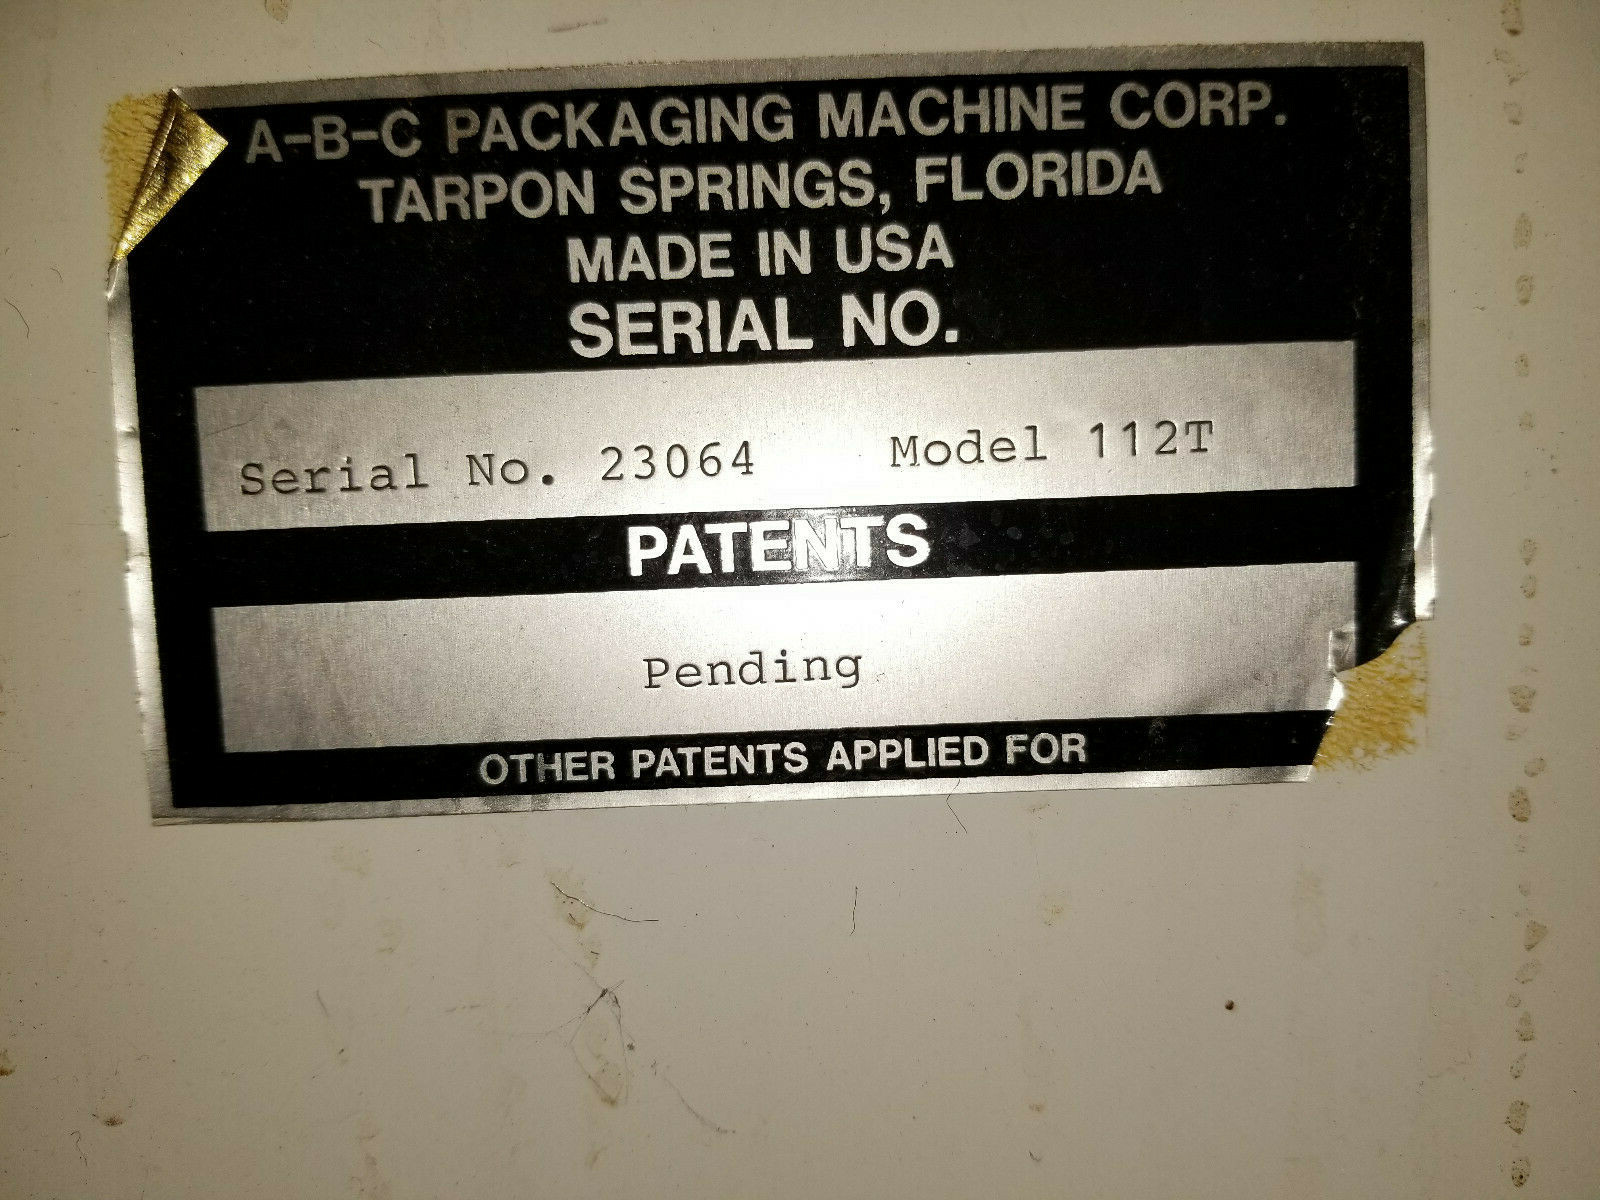 A-B-C PACKAGING MACHINE CORP.
TARPON SPRINGS, FLORIDA
MADE IN USA
SERIAL NO.
Serial No. 23064 Model 112T
PATENTS
Pending
OTHER PATENTS APPLIED FOR